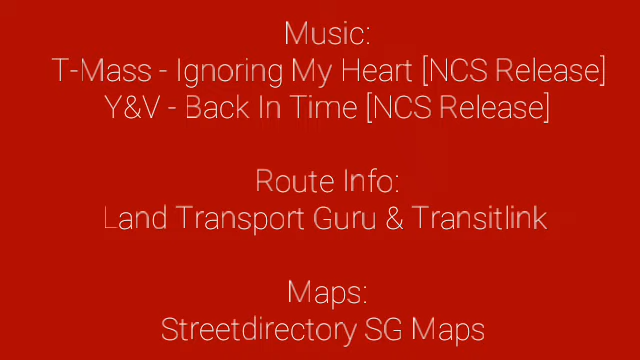 Music:
T-Mass - Ignoring My Heart [NCS Release]
Y&V - Back In Time [NCS Release]
Route Info:
Land Transport Guru & Transitlink
Maps:
Streetdirectory SG Maps